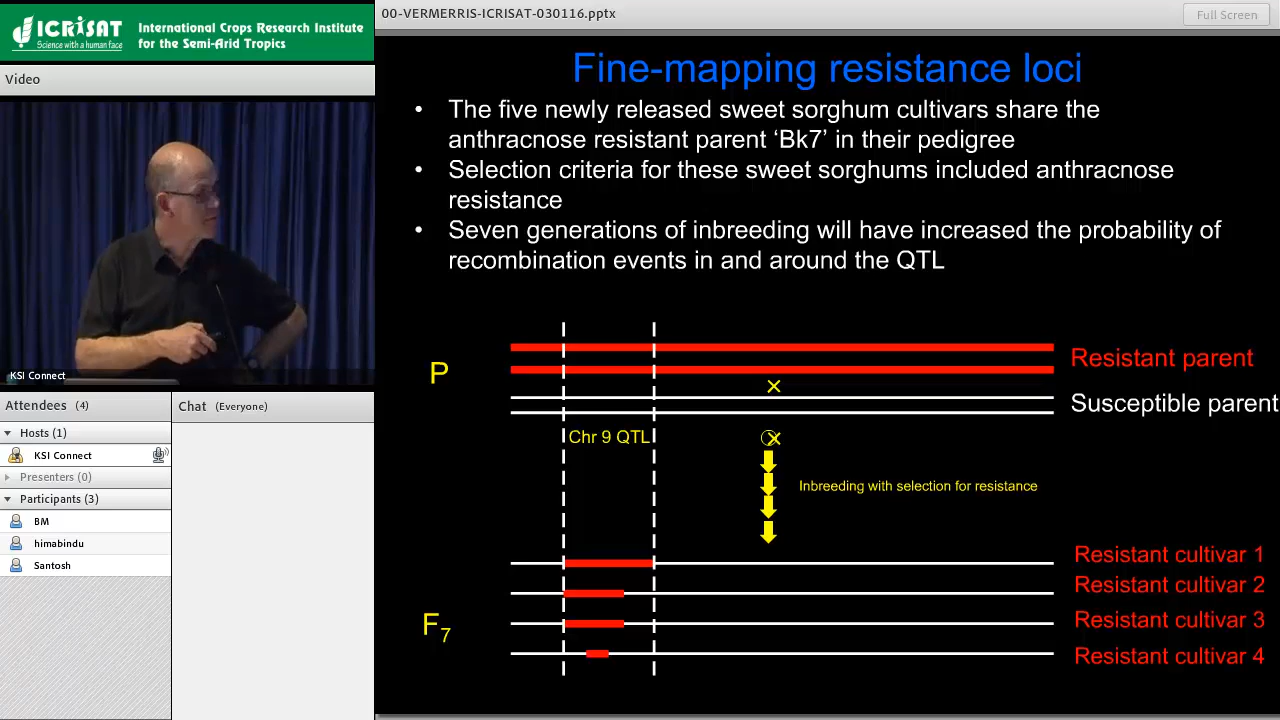 ICRISAT
Science with a human face
International Crops Research Institute
for the Semi-Arid Tropics
00-VERMERRIS-ICRISAT-030116.pptx
Full Screen
Video
KSI Connect
Attendees (4)
Chat (Everyone)
Hosts (1)
KSI Connect
Presenters (0)
Participants (3)
BM
himabindu
Santosh
Fine-mapping resistance loci
• The five newly released sweet sorghum cultivars share the
anthracnose resistant parent ‘Bk7’ in their pedigree
• Selection criteria for these sweet sorghums included anthracnose
resistance
• Seven generations of inbreeding will have increased the probability of
recombination events in and around the QTL
P
Resistant parent
×
Susceptible parent
Chr 9 QTL
×
Inbreeding with selection for resistance
F7
Resistant cultivar 1
Resistant cultivar 2
Resistant cultivar 3
Resistant cultivar 4